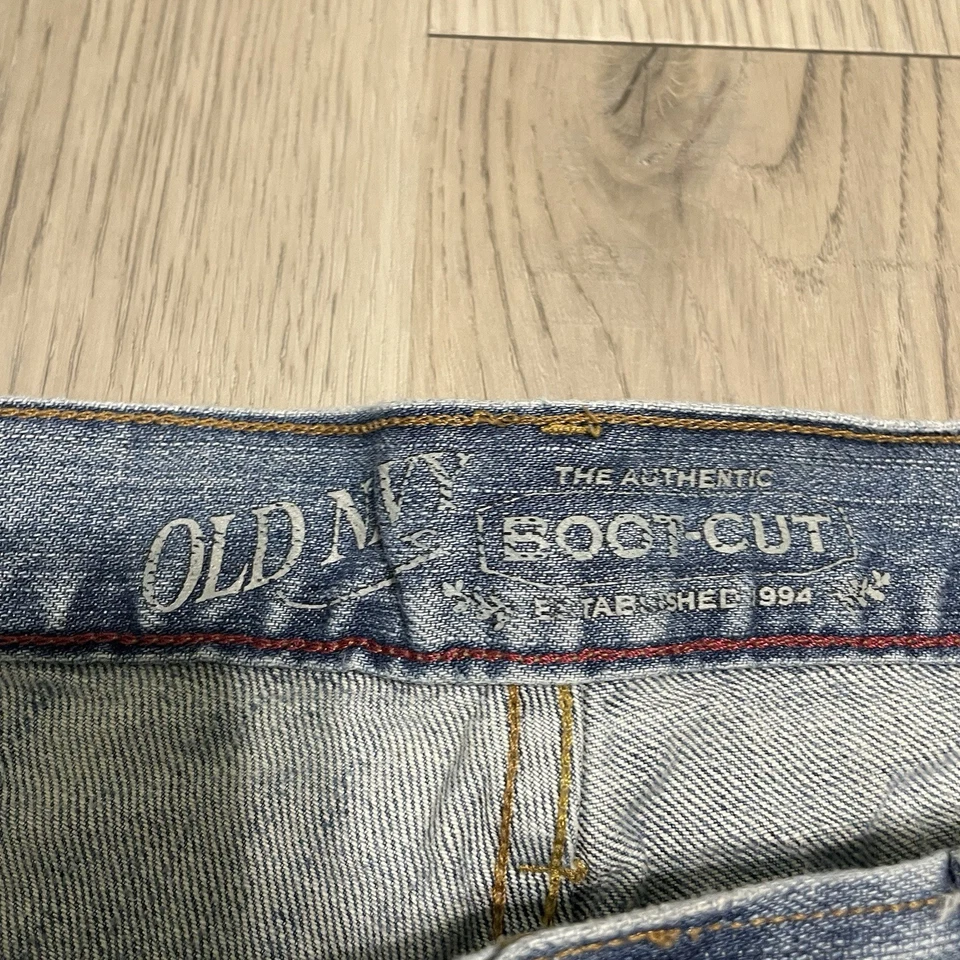 OLD NAVY
THE AUTHENTIC
BOOT-CUT
ESTABLISHED 1994